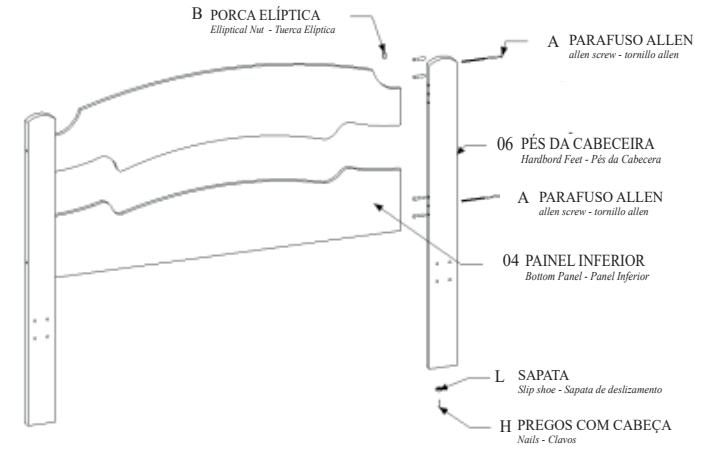 B PORCA ELÍPTICA
Elliptical Nut - Tuerca Elíptica
A PARAFUSO ALLEN
allen screw - tornillo allen
06 PÉS DA CABECEIRA
Hardbord Feet - Pés da Cabecera
A PARAFUSO ALLEN
allen screw - tornillo allen
04 PAINEL INFERIOR
Bottom Panel - Panel Inferior
L SAPATA
Slip shoe - Sapata de deslizamento
H PREGOS COM CABEÇA
Nails - Clavos